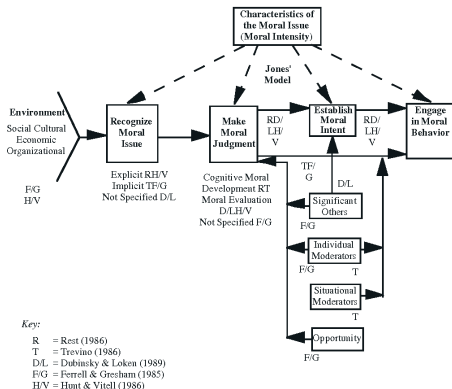 Characteristics of
the Moral Issue
(Moral Intensity)
Jones'
Model
Environment
Social Cultural
Economic
Organizational
F/G
H/V
Recognize
Moral
Issue
Explicit RH/V
Implicit TF/G
Not Specified D/L
Make
Moral
Judgment
Cognitive Moral
Development RT
Moral Evaluation
D/LH/V
Not Specified F/G
RD/
LH/
V
Establish
Moral
Intent
RD/
LH/
V
Engage
in Moral
Behavior
TF/
G
D/L
Significant
Others
F/G
Individual
Moderators
F/G
T
Situational
Moderators
T
Opportunity
F/G
Key:
R = Rest (1986)
T = Trevino (1986)
D/L = Dubinsky & Loken (1989)
F/G = Ferrell & Gresham (1985)
H/V = Hunt & Vitell (1986)